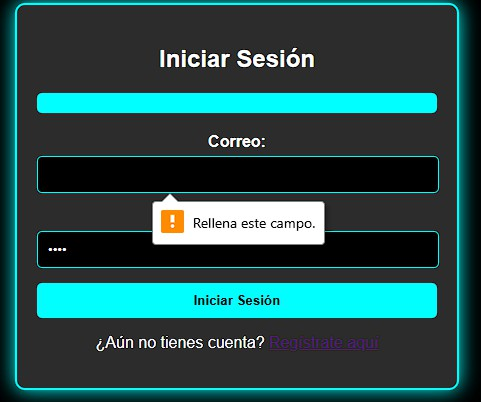 Iniciar Sesión
Correo:
Rellena este campo.
••••
Iniciar Sesión
¿Aún no tienes cuenta? Regístrate aquí